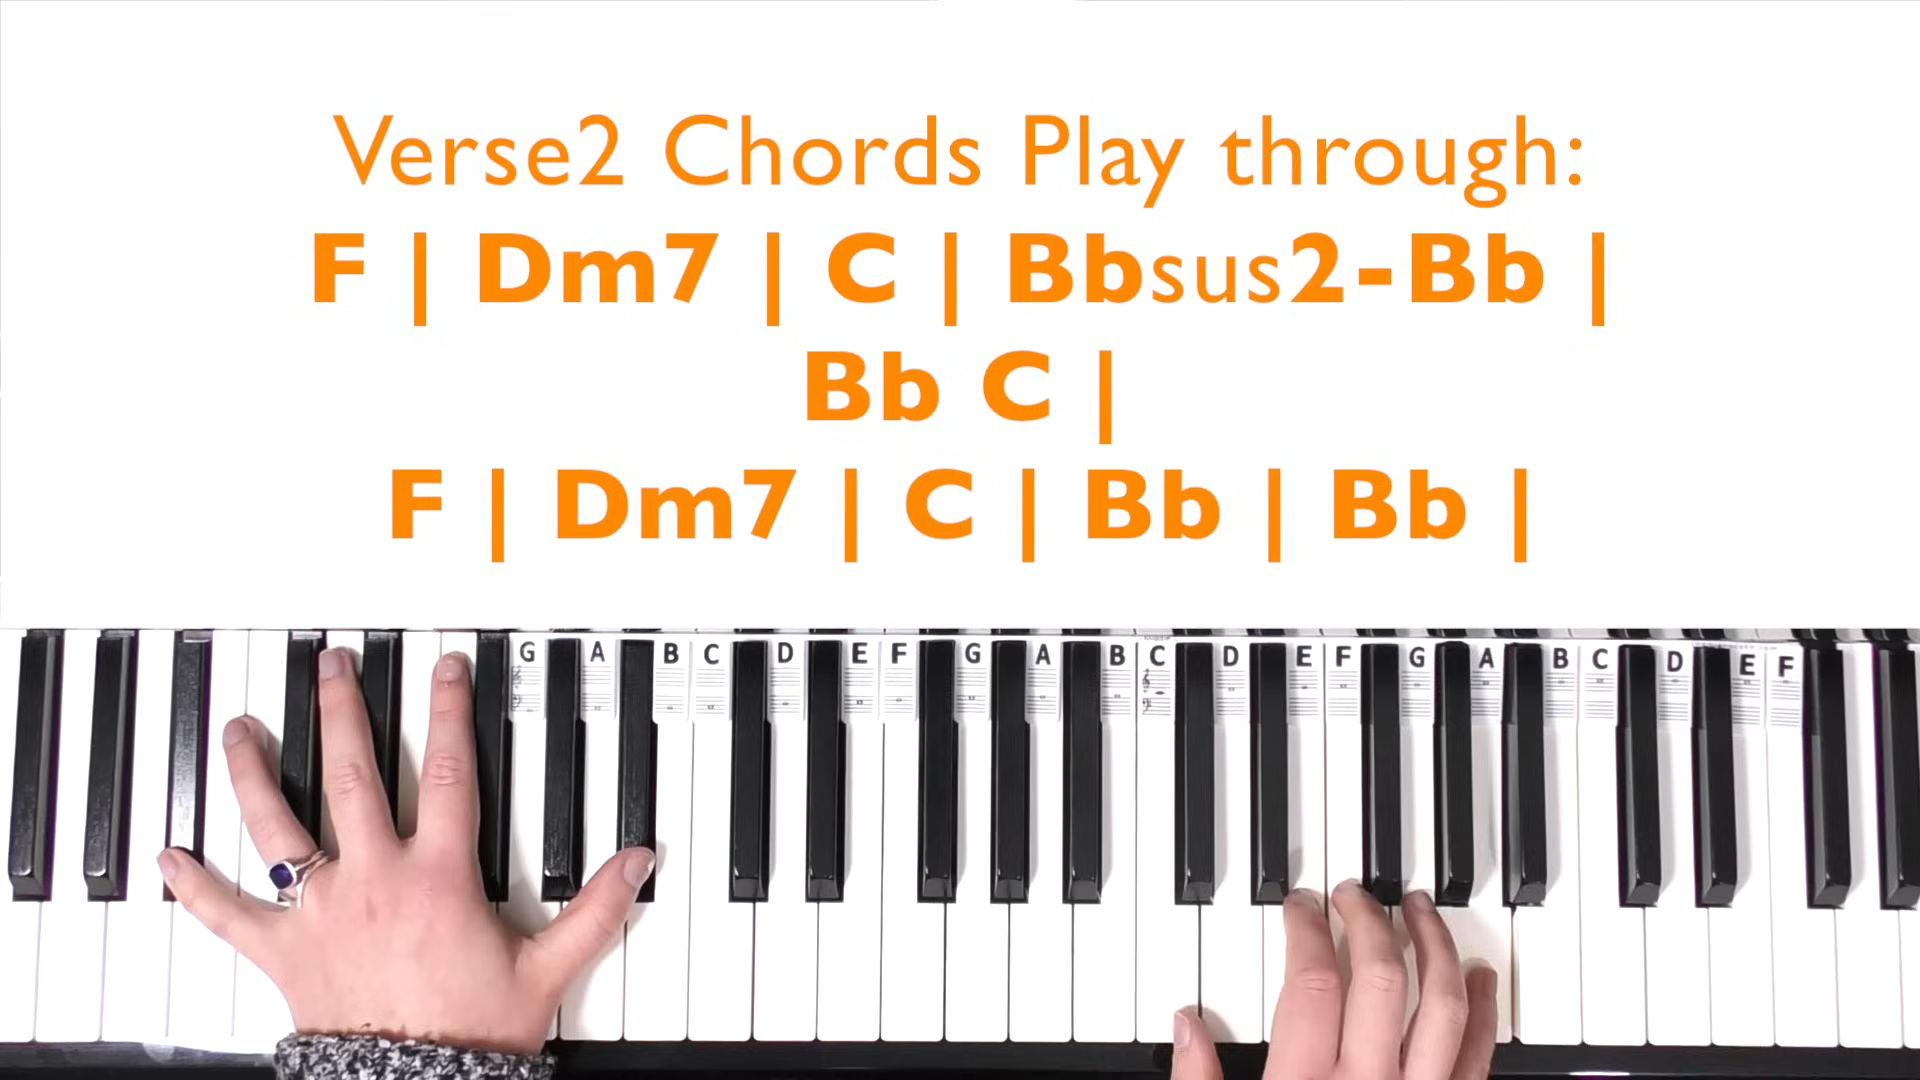 Verse2 Chords Play through:
F | Dm7 | C | Bbsus2-Bb |
Bb C |
F | Dm7 | C | Bb | Bb |
G A B C D E F G A B C D E F G A B C D E F